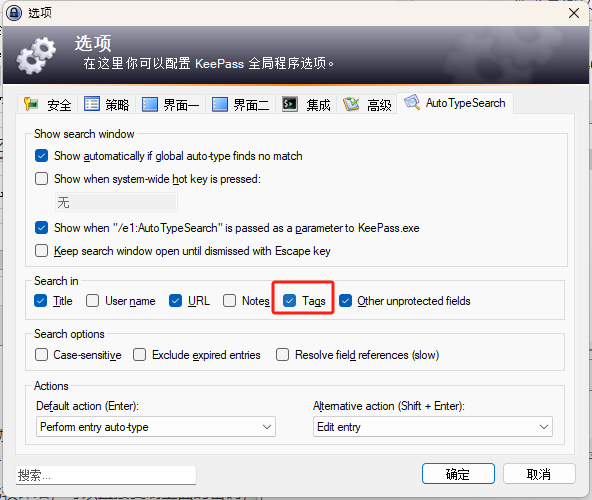 选项
选项
在这里你可以配置 KeePass 全局程序选项。
安全 策略 界面一 界面二 集成 高级 AutoTypeSearch
Show search window
Show automatically if global auto-type finds no match
Show when system-wide hot key is pressed:
无
Show when "/e1:AutoTypeSearch" is passed as a parameter to KeePass.exe
Keep search window open until dismissed with Escape key
Search in
Title User name URL Notes Tags Other unprotected fields
Search options
Case-sensitive Exclude expired entries Resolve field references (slow)
Actions
Default action (Enter): Alternative action (Shift + Enter):
Perform entry auto-type Edit entry
搜索... 确定 取消